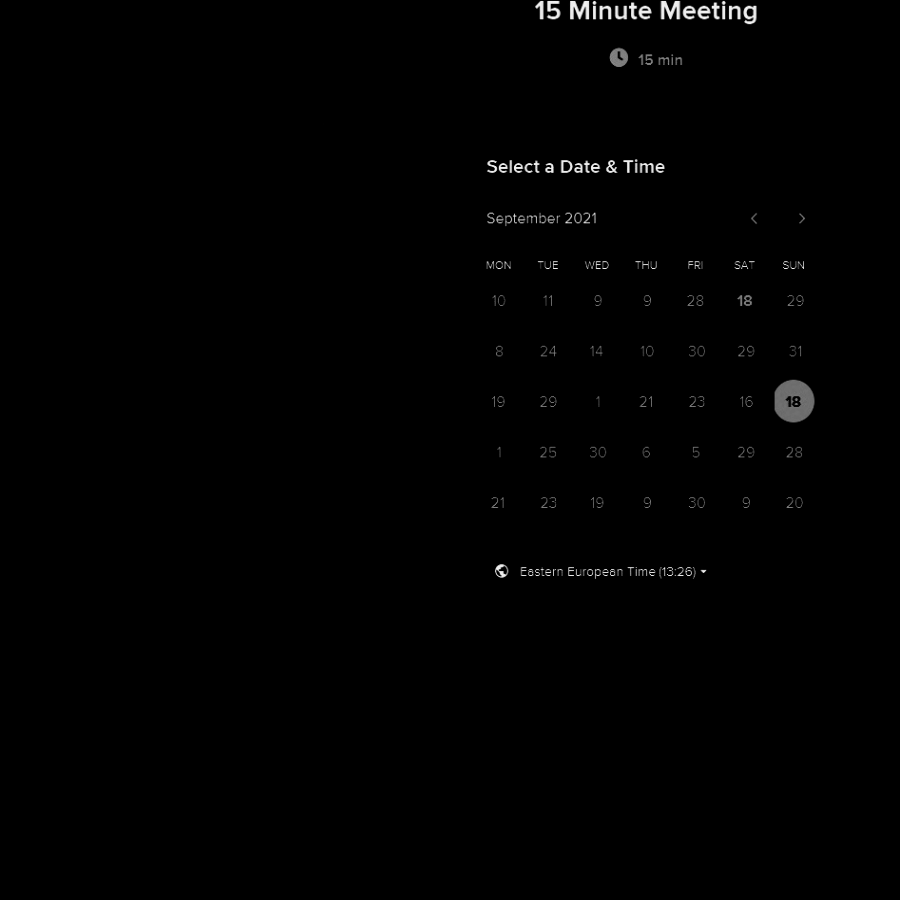 15 Minute Meeting
15 min
Select a Date & Time
September 2021
MON TUE WED THU FRI SAT SUN
10 11 9 9 28 18 29
8 24 14 10 30 29 31
19 29 1 21 23 16 18
1 25 30 6 5 29 28
21 23 19 9 30 9 20
Eastern European Time (13:26)